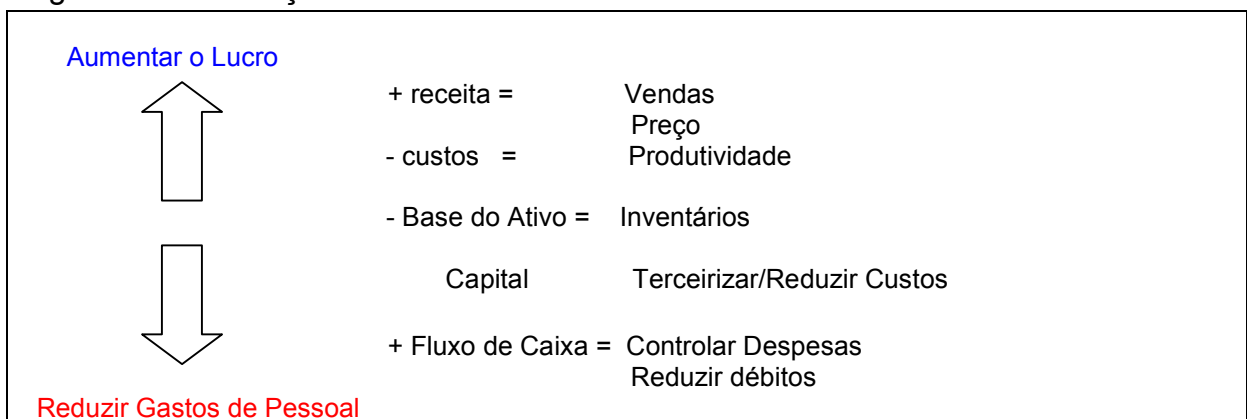 Aumentar o Lucro
+ receita = Vendas
Preço
- custos = Produtividade
- Base do Ativo = Inventários
Capital Terceirizar/Reduzir Custos
+ Fluxo de Caixa = Controlar Despesas
Reduzir débitos
Reduzir Gastos de Pessoal